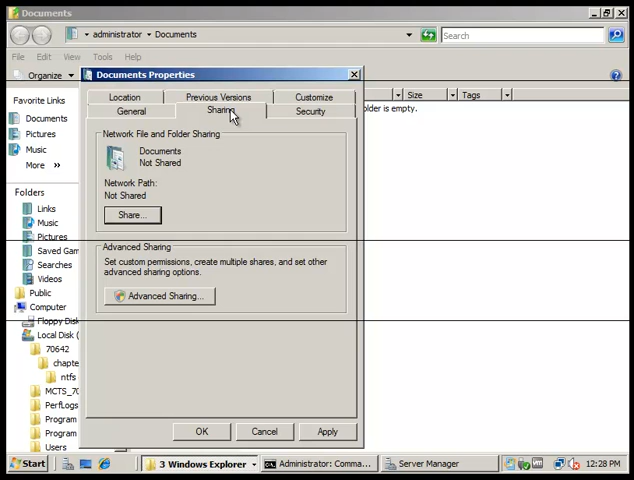 Documents
administrator
Documents
Search
File
Edit
View
Tools
Help
Organize
Documents Properties
Size
Tags
Location
Previous Versions
Customize
General
Sharing
Security
older is empty.
Favorite Links
Documents
Pictures
Music
More »
Folders
Links
Music
Pictures
Saved Gam
Searches
Videos
Public
Computer
Floppy Disk
Local Disk (
70642
chapte
ntfs
MCTS_70
PerfLogs
Program
Program
Users
Network File and Folder Sharing
Documents
Not Shared
Network Path:
Not Shared
Share...
Advanced Sharing
Set custom permissions, create multiple shares, and set other
advanced sharing options.
Advanced Sharing...
OK
Cancel
Apply
Start
3 Windows Explorer
Administrator: Comma...
Server Manager
12:28 PM